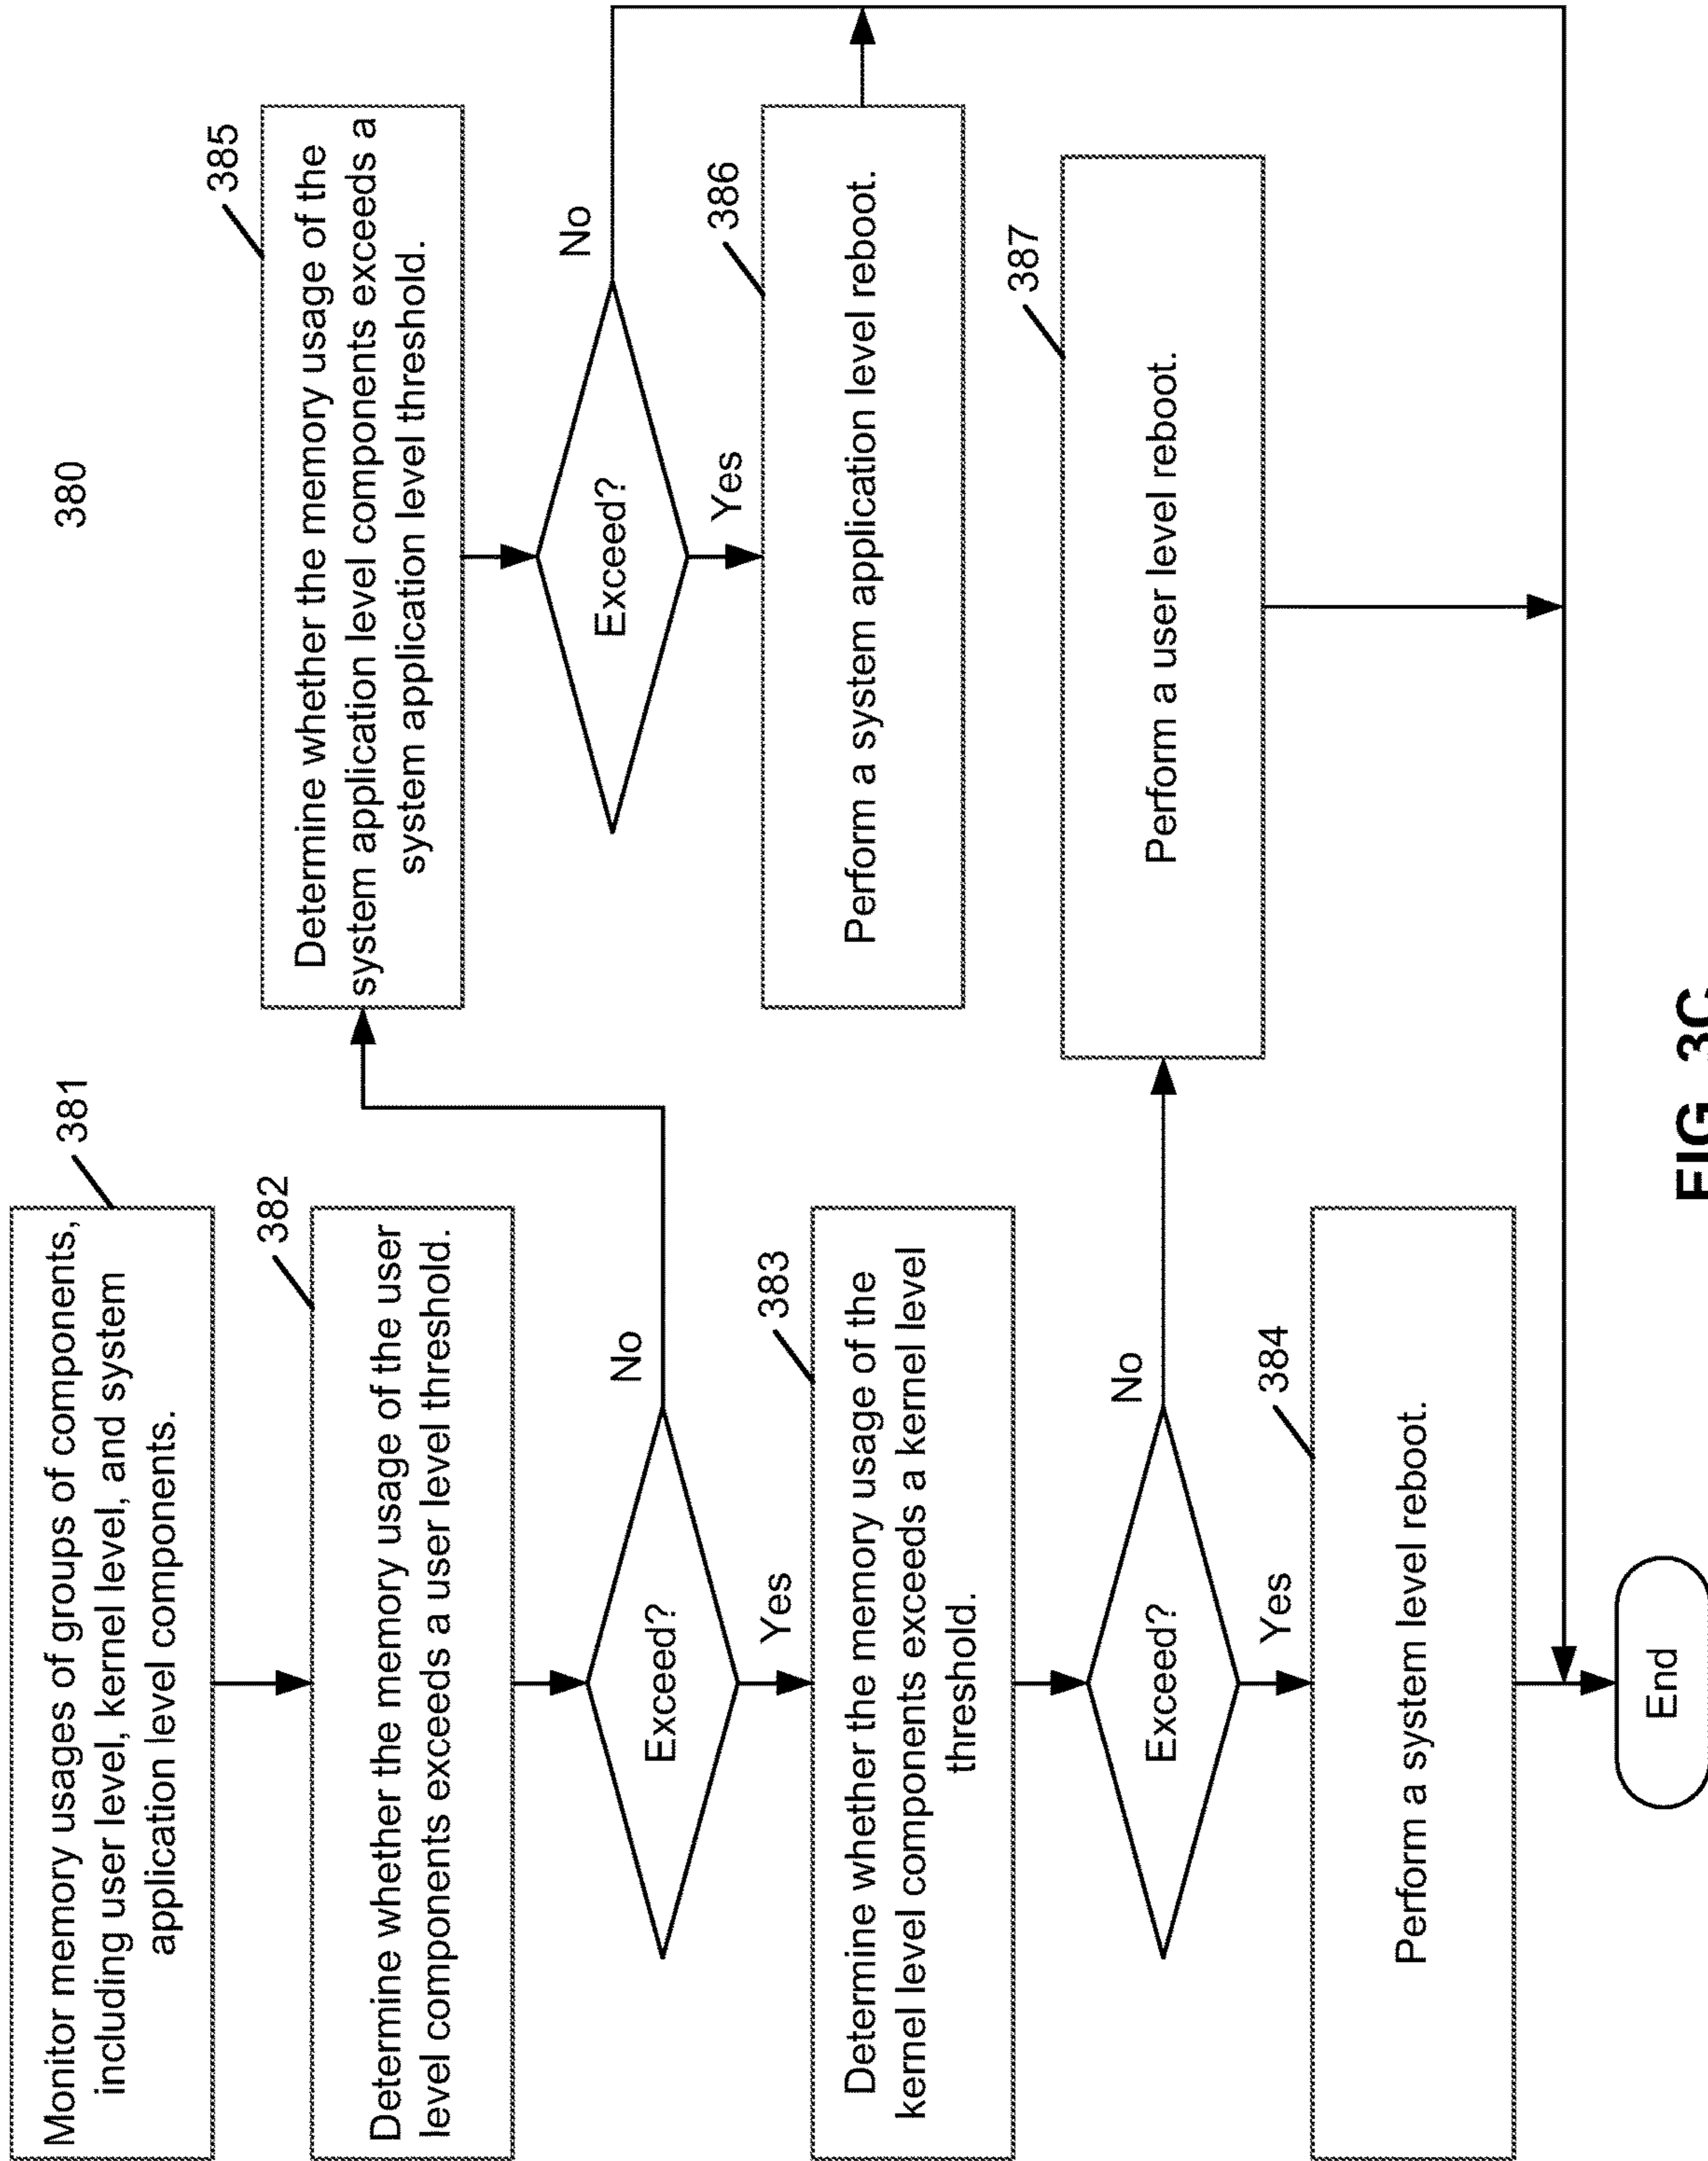 380
381
Monitor memory usages of groups of components,
including user level, kernel level, and system
application level components.
382
Determine whether the memory usage of the user
level components exceeds a user level threshold.
Exceed?
No
Yes
383
Determine whether the memory usage of the
kernel level components exceeds a kernel level
threshold.
Exceed?
No
Yes
384
Perform a system level reboot.
End
385
Determine whether the memory usage of the
system application level components exceeds a
system application level threshold.
Exceed?
No
Yes
386
Perform a system application level reboot.
387
Perform a user level reboot.
FIG. 3C